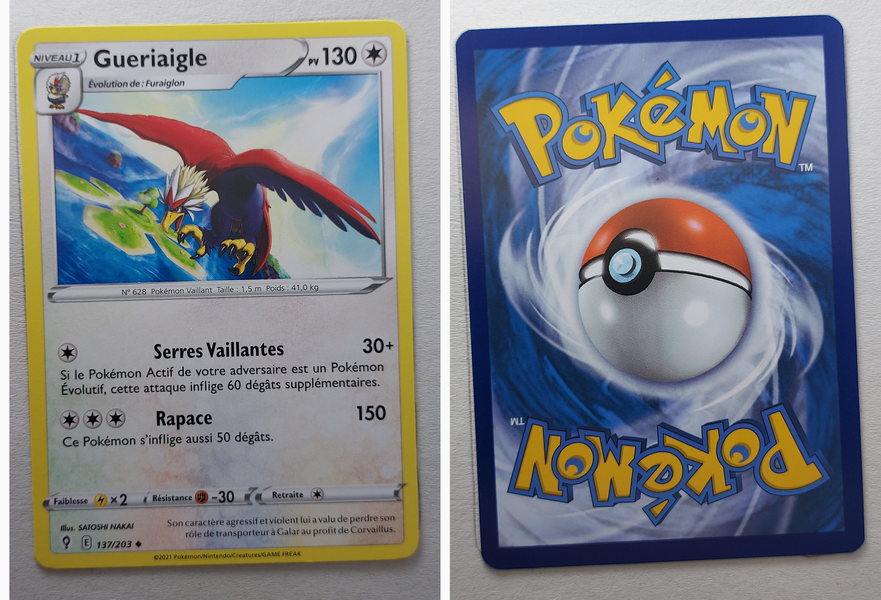 NIVEAU 1
Gueriaigle
PV 130
Évolution de : Furaiglon
N° 628 Pokémon Vaillant Taille : 1,5 m Poids : 41,0 kg
Serres Vaillantes 30+
Si le Pokémon Actif de votre adversaire est un Pokémon
Évolutif, cette attaque inflige 60 dégâts supplémentaires.
Rapace 150
Ce Pokémon s'inflige aussi 50 dégâts.
Faiblesse ×2 Résistance -30 Retraite
Illus. SATOSHI NAKAI
Son caractère agressif et violent lui a valu de perdre son
rôle de transporteur à Galar au profit de Corvaillus.
E 137/203
©2021 Pokémon/Nintendo/Creatures/GAME FREAK
POKéMON
TM
TM
POKéMON